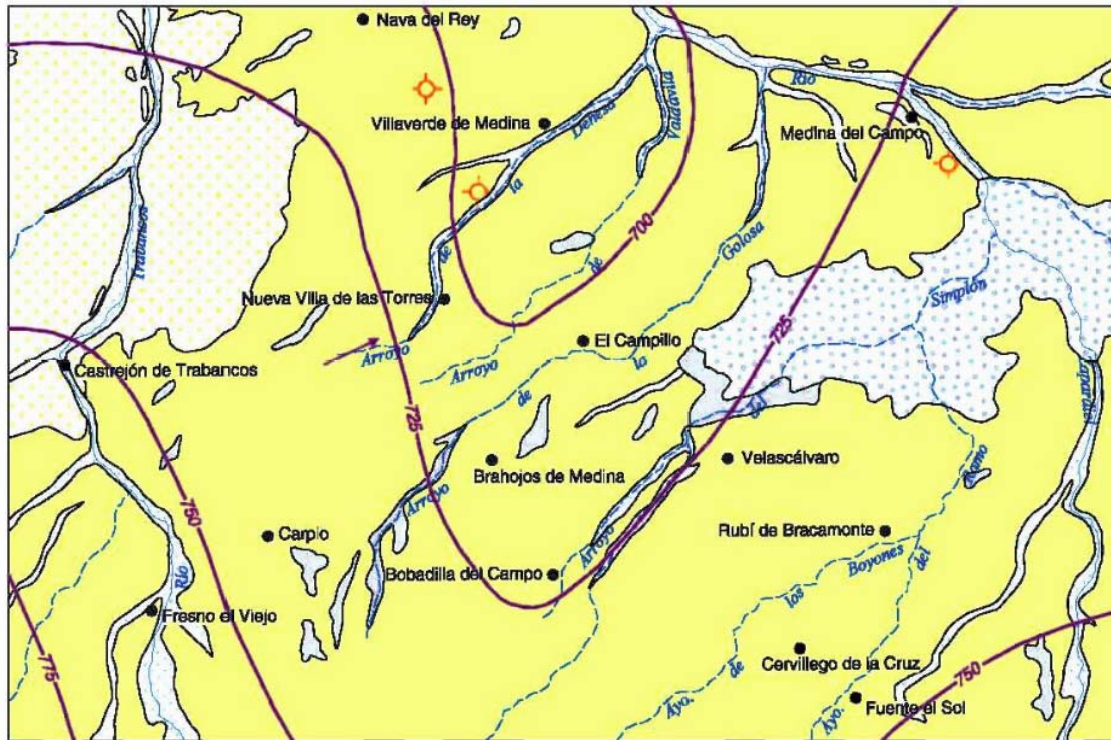 Nava del Rey
Río
Villaverde de Medina
Dehesa
la
de
Arroyo
Valdavila
de
Arroyo
Medina del Campo
Trabancos
700
Golosa
la
de
Arroyo
Nueva Villa de las Torres
Simplón
725
El Campillo
Castrejón de Trabancos
Zapardiel
725
del
Arroyo
Brahojos de Medina
Velascálvaro
Ramo
750
Carpio
Rubí de Bracamonte
Boyones
los
de
Ayo.
del
Ayo.
Bobadilla del Campo
Río
Fresno el Viejo
775
Cervillego de la Cruz
750
Fuente el Sol